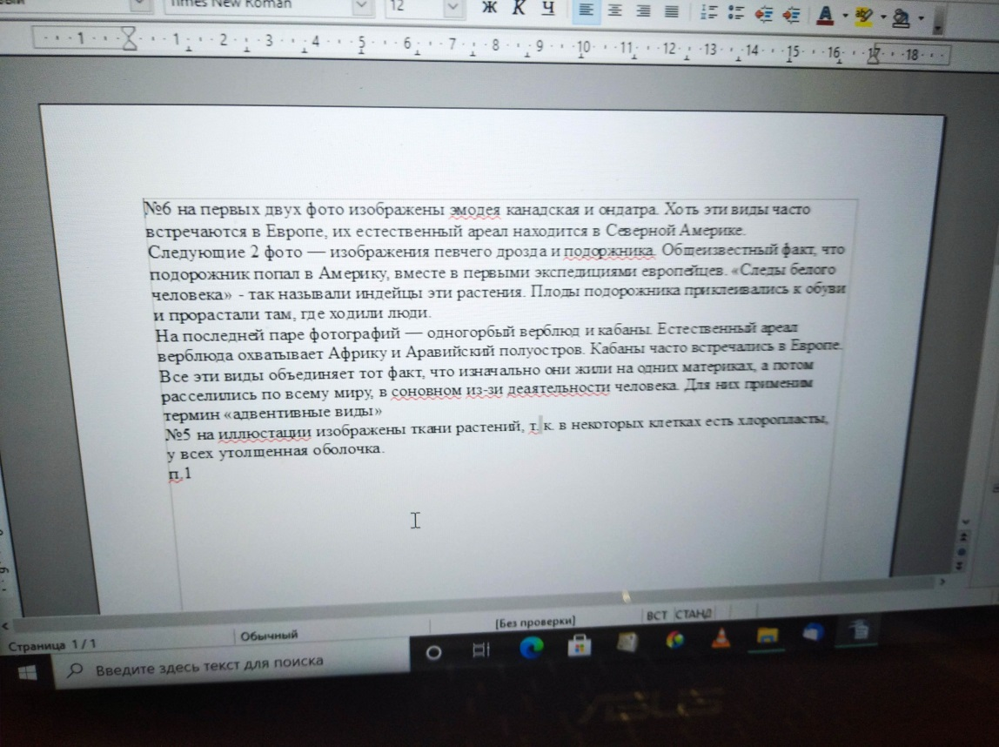 Times New Roman
12
Ж К Ч
1 1 2 3 4 5 6 7 8 9 10 11 12 13 14 15 16 17 18
№6 на первых двух фото изображены эмодея канадская и ондатра. Хоть эти виды часто
встречаются в Европе, их естественный ареал находится в Северной Америке.
Следующие 2 фото — изображения певчего дрозда и подоржника. Общеизвестный факт, что
подорожник попал в Америку, вместе в первыми экспедициями европейцев. «Следы белого
человека» - так называли индейцы эти растения. Плоды подорожника приклеивались к обуви
и прорастали там, где ходили люди.
На последней паре фотографий — одногорбый верблюд и кабаны. Естественный ареал
верблюда охватывает Африку и Аравийский полуостров. Кабаны часто встречались в Европе.
Все эти виды объединяет тот факт, что изначально они жили на одних материках, а потом
расселились по всему миру, в соновном из-зи деаятельности человека. Для них применим
термин «адвентивные виды»
№5 на иллюстации изображены ткани растений, т. к. в некоторых клетках есть хлоропласты,
у всех утолщенная оболочка.
п.1
Страница 1 / 1 Обычный [Без проверки] ВСТ СТАНД
Введите здесь текст для поиска
ASUS